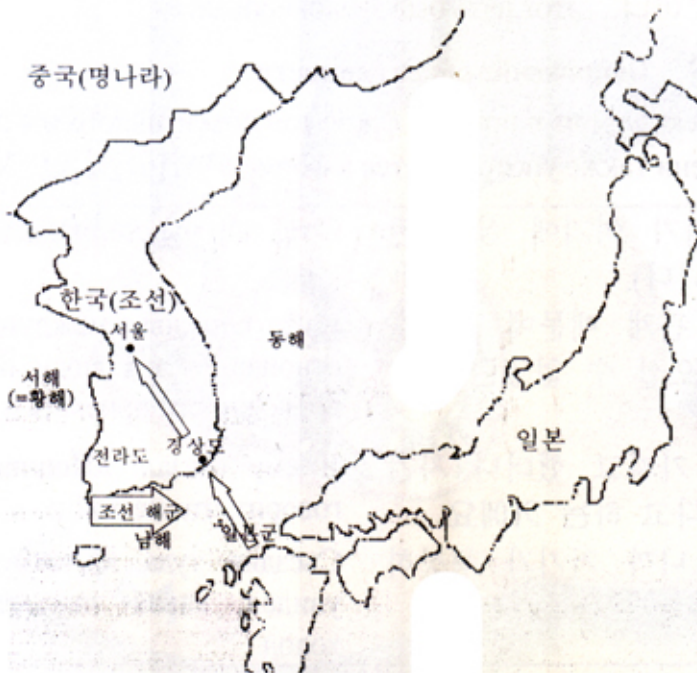 중국(명나라)
한국(조선)
서울
동해
서해
(=황해)
일본
경상도
전라도
조선 해군
남해
일본군